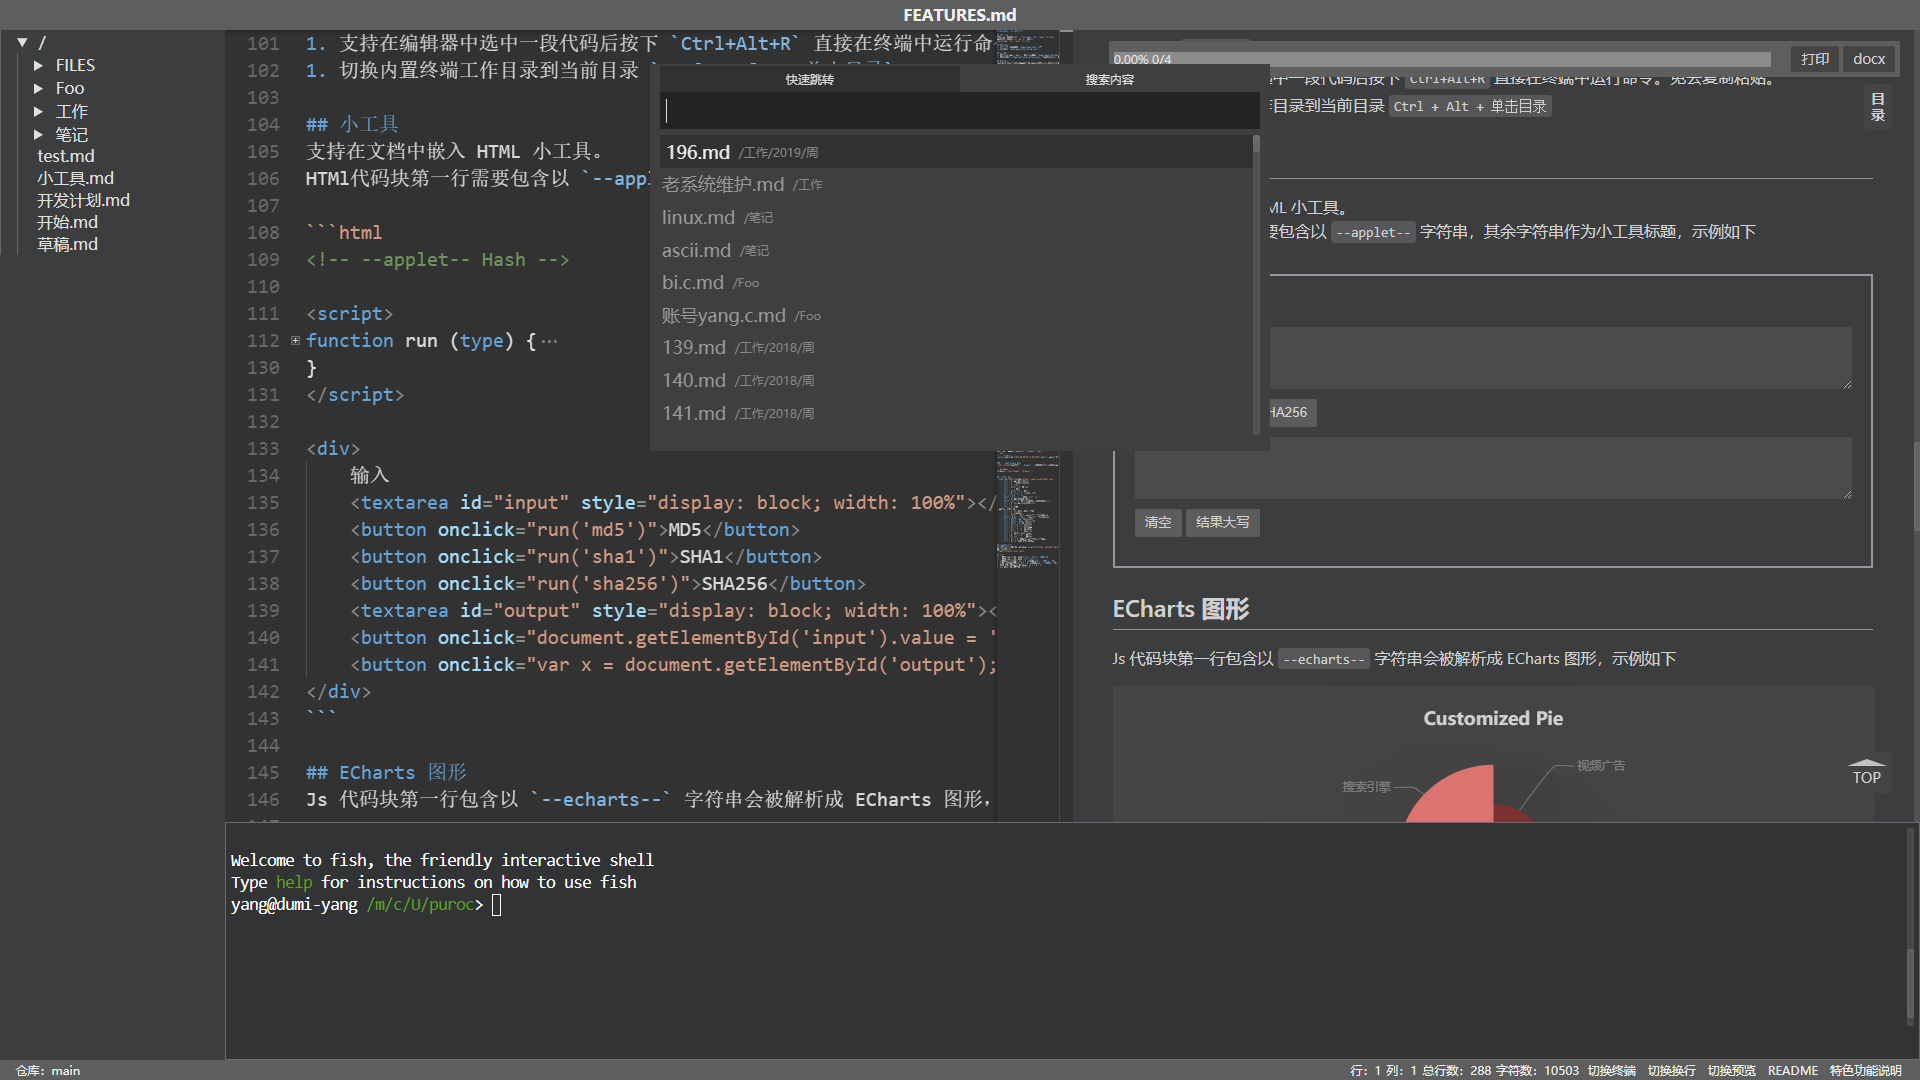 FEATURES.md
/
FILES
Foo
工作
笔记
test.md
小工具.md
开发计划.md
开始.md
草稿.md
101 1. 支持在编辑器中选中一段代码后按下 `Ctrl+Alt+R` 直接在终端中运行命
102 1. 切换内置终端工作目录到当前目录 `
103
104 ## 小工具
105 支持在文档中嵌入 HTML 小工具。
106 HTMl代码块第一行需要包含以 `--appl
107
108 ```html
109 <!-- --applet-- Hash -->
110
111 <script>
112 function run (type) {···
130 }
131 </script>
132
133 <div>
134 输入
135 <textarea id="input" style="display: block; width: 100%"></
136 <button onclick="run('md5')">MD5</button>
137 <button onclick="run('sha1')">SHA1</button>
138 <button onclick="run('sha256')">SHA256</button>
139 <textarea id="output" style="display: block; width: 100%"><
140 <button onclick="document.getElementById('input').value = '
141 <button onclick="var x = document.getElementById('output');
142 </div>
143 ```
144
145 ## ECharts 图形
146 Js 代码块第一行包含以 `--echarts--` 字符串会被解析成 ECharts 图形，
快速跳转
搜索内容
196.md /工作/2019/周
老系统维护.md /工作
linux.md /笔记
ascii.md /笔记
bi.c.md /Foo
账号yang.c.md /Foo
139.md /工作/2018/周
140.md /工作/2018/周
141.md /工作/2018/周
0.00% 0/4
打印
docx
目录
中一段代码后按下 Ctrl+Alt+R 直接在终端中运行命令。免去复制粘贴。
目录到当前目录 Ctrl + Alt + 单击目录
ML 小工具。
要包含以 --applet-- 字符串，其余字符串作为小工具标题，示例如下
HA256
清空
结果大写
ECharts 图形
Js 代码块第一行包含以 --echarts-- 字符串会被解析成 ECharts 图形，示例如下
Customized Pie
搜索引擎
视频广告
TOP
Welcome to fish, the friendly interactive shell
Type help for instructions on how to use fish
yang@dumi-yang /m/c/U/puroc>
仓库：main
行：1 列：1 总行数：288 字符数：10503 切换终端 切换换行 切换预览 README 特色功能说明